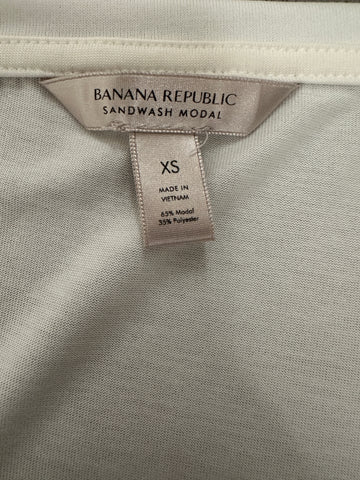 BANANA REPUBLIC
SANDWASH MODAL
XS
MADE IN
VIETNAM
65% Modal
35% Polyester